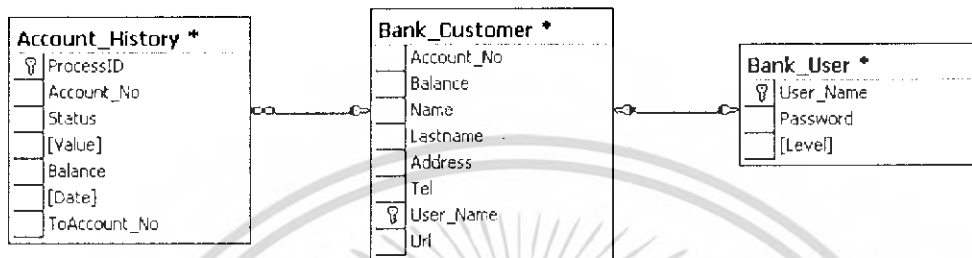 Account_History *
ProcessID
Account_No
Status
[Value]
Balance
[Date]
ToAccount_No
Bank_Customer *
Account_No
Balance
Name
Lastname
Address
Tel
User_Name
Url
Bank_User *
User_Name
Password
[Level]